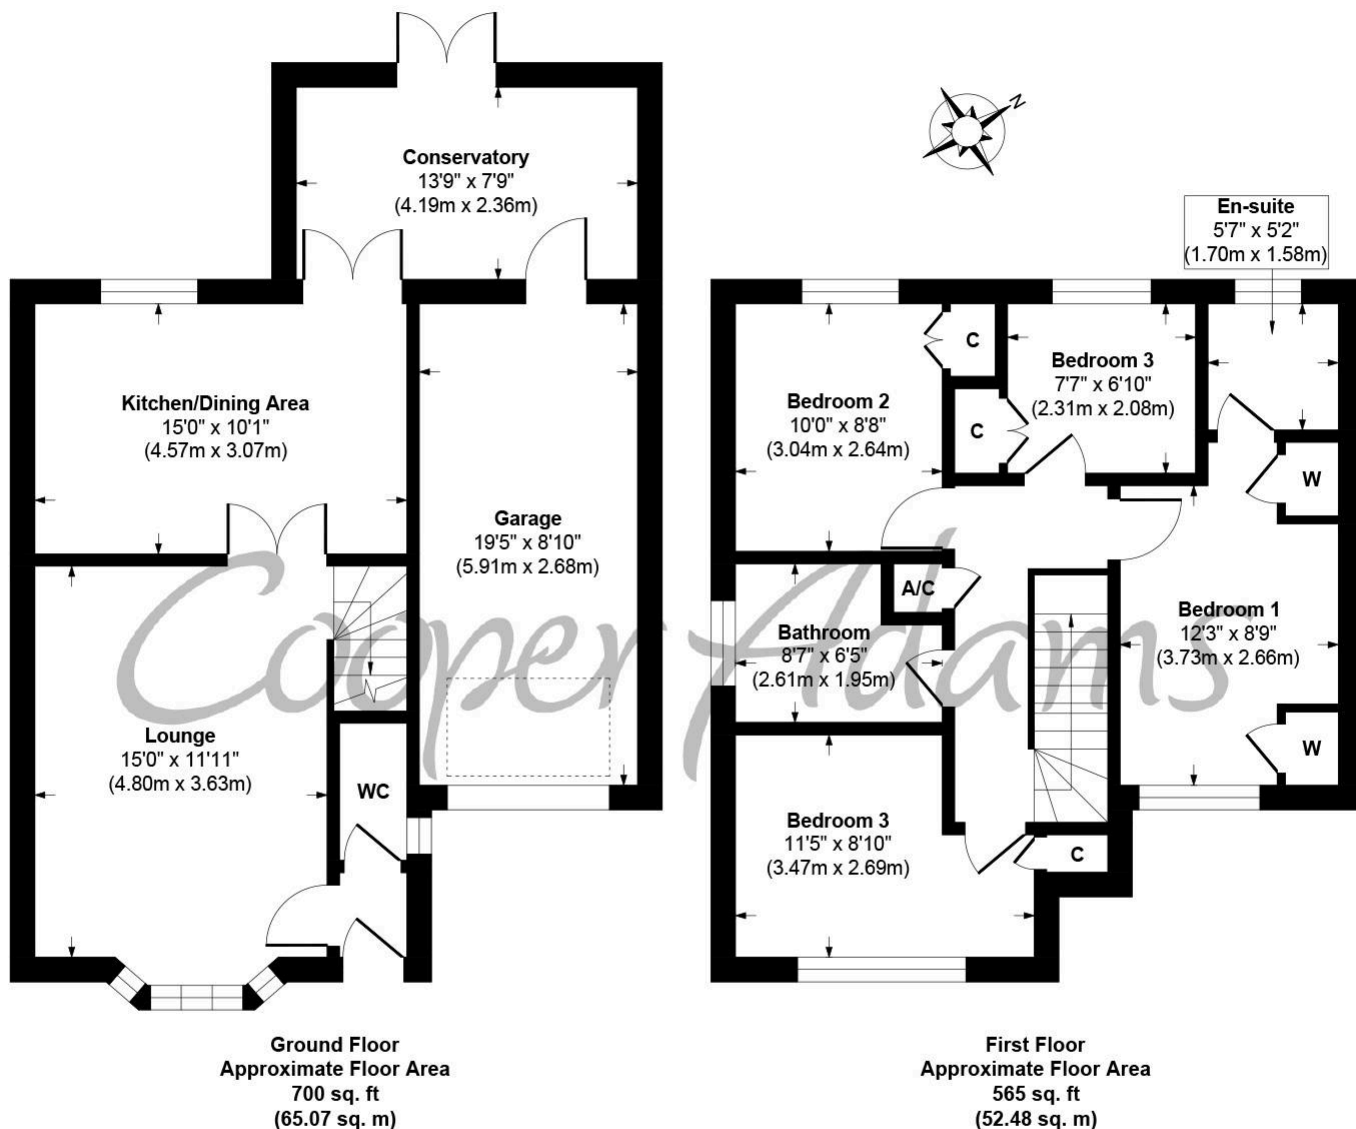 Conservatory
13'9" x 7'9"
(4.19m x 2.36m)
N
En-suite
5'7" x 5'2"
(1.70m x 1.58m)
Kitchen/Dining Area
15'0" x 10'1"
(4.57m x 3.07m)
Garage
19'5" x 8'10"
(5.91m x 2.68m)
Lounge
15'0" x 11'11"
(4.80m x 3.63m)
WC
C
Bedroom 3
7'7" x 6'10"
(2.31m x 2.08m)
Bedroom 2
10'0" x 8'8"
(3.04m x 2.64m)
C
W
A/C
Bathroom
8'7" x 6'5"
(2.61m x 1.95m)
Bedroom 1
12'3" x 8'9"
(3.73m x 2.66m)
W
Bedroom 3
11'5" x 8'10"
(3.47m x 2.69m)
C
Cooper Adams
Ground Floor
Approximate Floor Area
700 sq. ft
(65.07 sq. m)
First Floor
Approximate Floor Area
565 sq. ft
(52.48 sq. m)